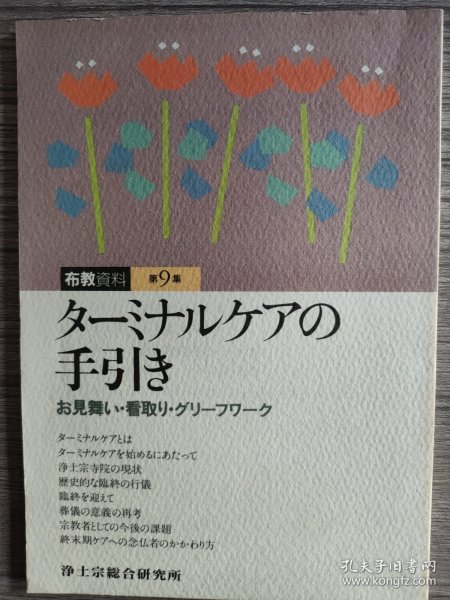 布教資料 第9集
ターミナルケアの
手引き
お見舞い・看取り・グリーフワーク
ターミナルケアとは
ターミナルケアを始めるにあたって
浄土宗寺院の現状
歴史的な臨終の行儀
臨終を迎えて
葬儀の意義の再考
宗教者としての今後の課題
終末期ケアへの念仏者のかかわり方
浄土宗総合研究所
孔夫子旧书网
https://book.kongfz.com